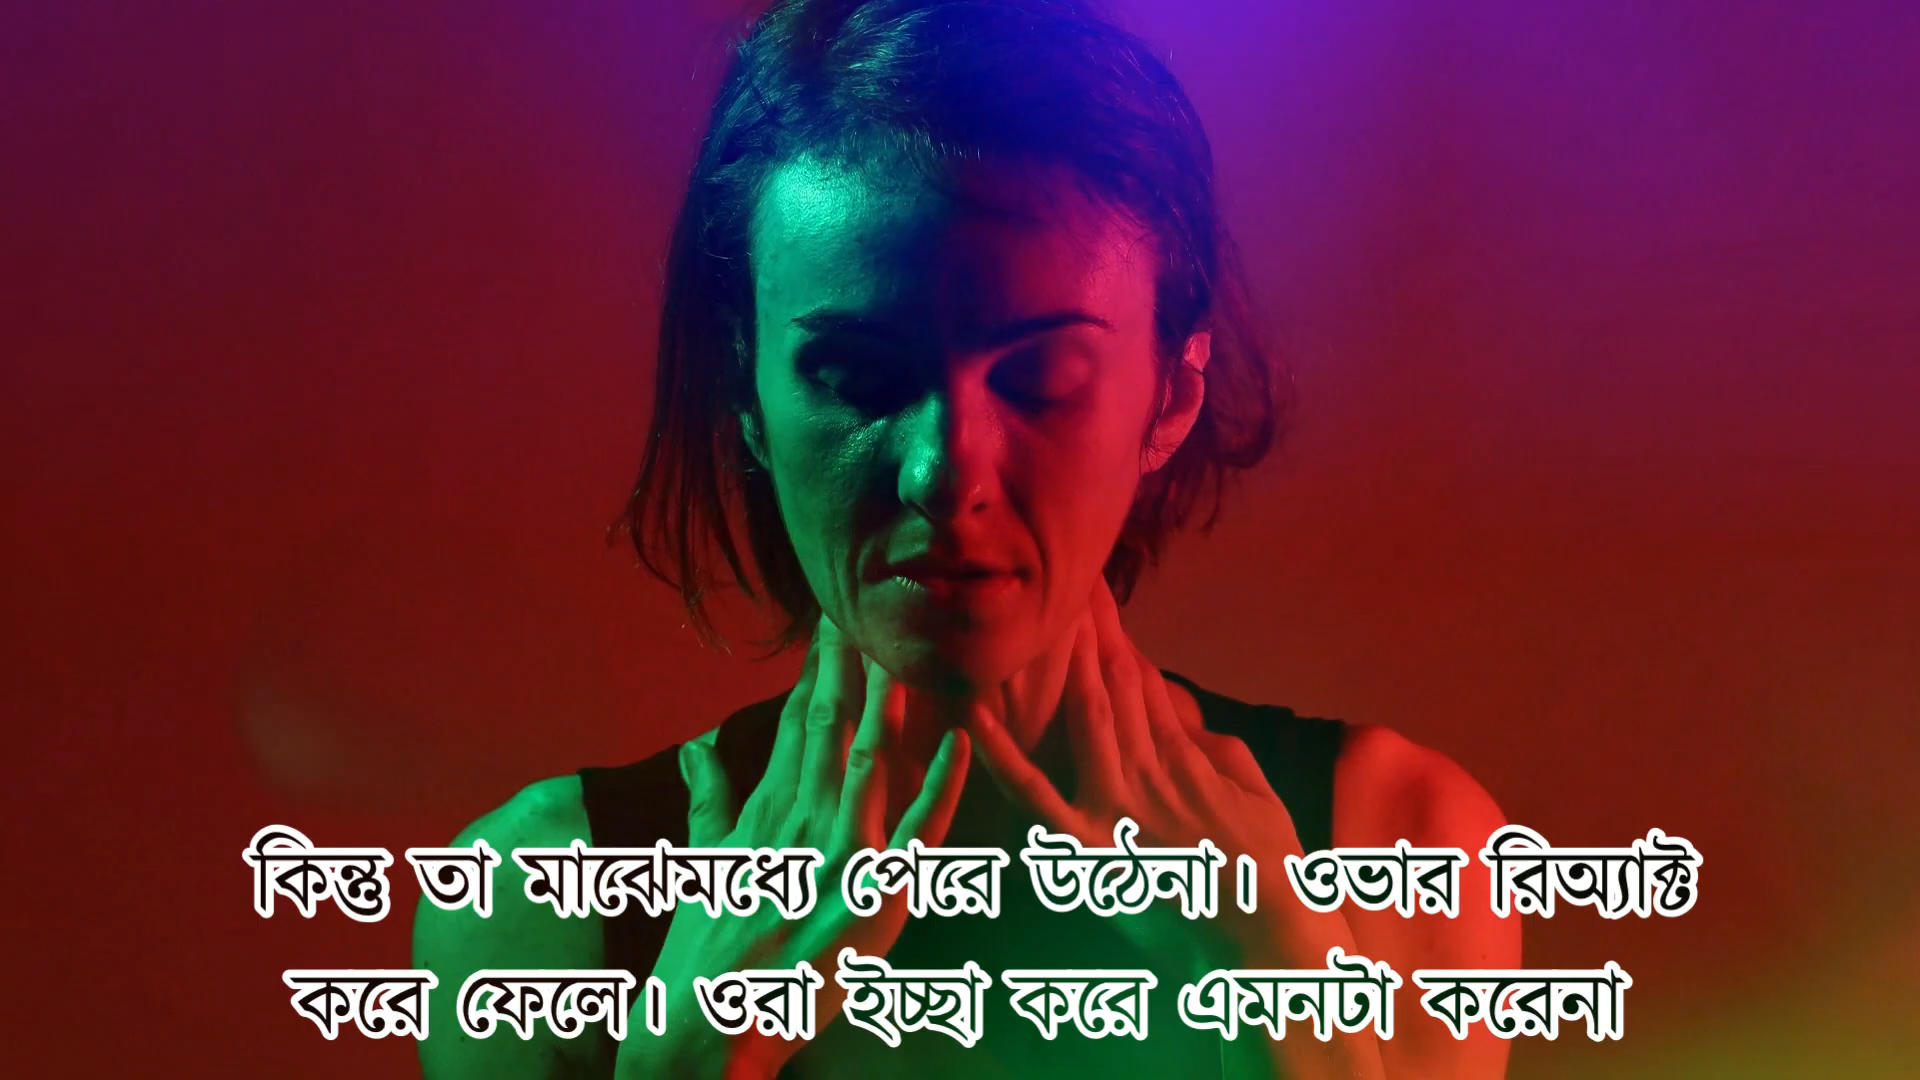 কিন্তু তা মাঝেমধ্যে পেরে উঠেনা। ওভার রিঅ্যাক্ট
করে ফেলে। ওরা ইচ্ছা করে এমনটা করেনা